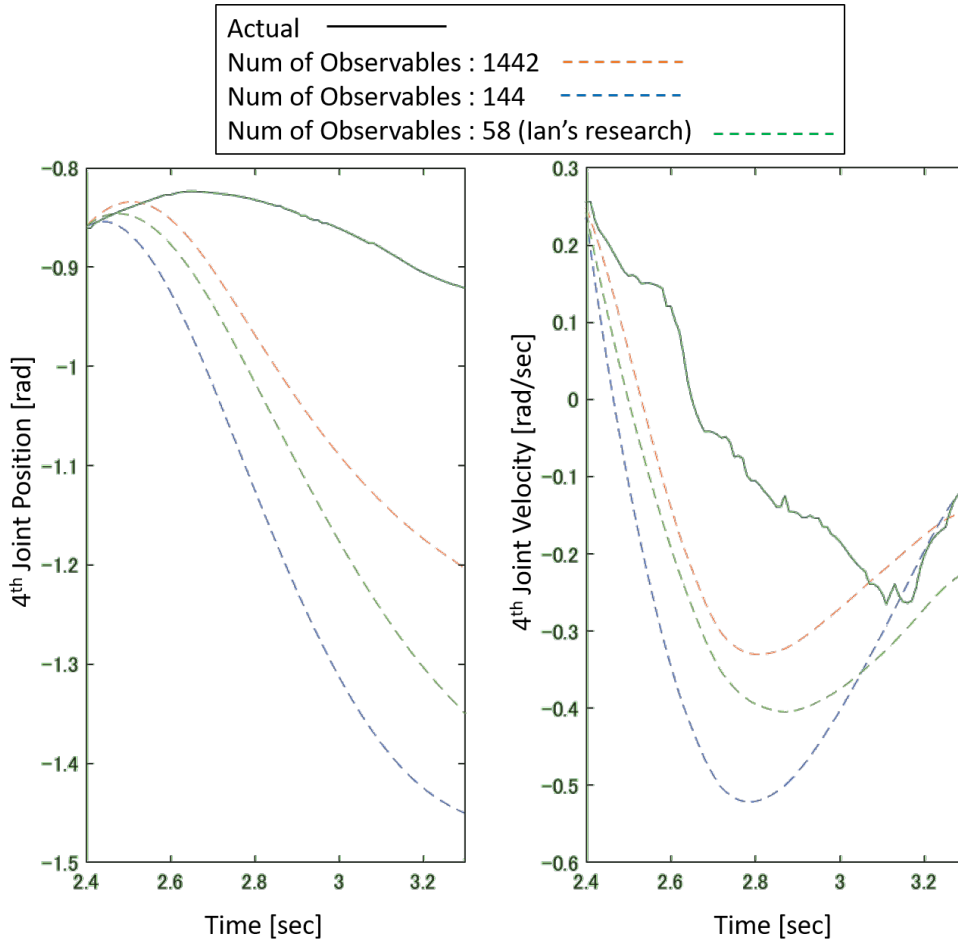 Actual
Num of Observables : 1442
Num of Observables : 144
Num of Observables : 58 (Ian's research)
4th Joint Position [rad]
-0.8
-0.9
-1
-1.1
-1.2
-1.3
-1.4
-1.5
2.4 2.6 2.8 3 3.2
Time [sec]
4th Joint Velocity [rad/sec]
0.3
0.2
0.1
0
-0.1
-0.2
-0.3
-0.4
-0.5
-0.6
2.4 2.6 2.8 3 3.2
Time [sec]